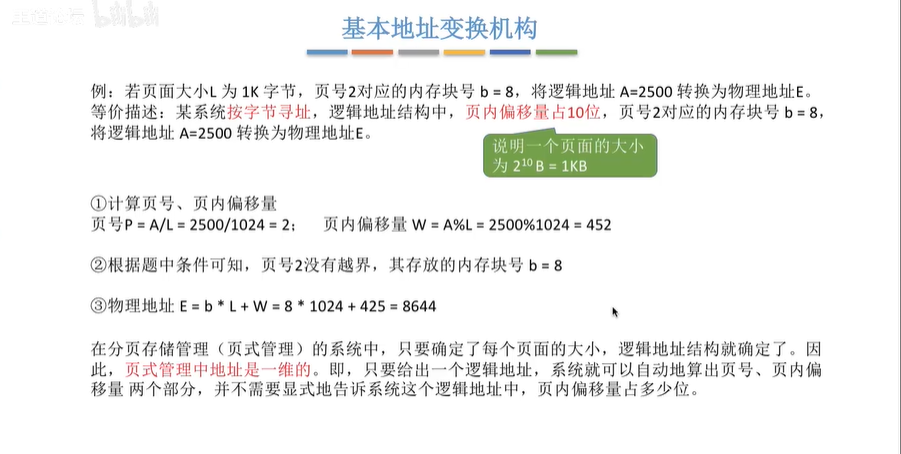 bilibili
基本地址变换机构
例：若页面大小L 为 1K 字节，页号2对应的内存块号 b = 8，将逻辑地址 A=2500 转换为物理地址E。
等价描述：某系统按字节寻址，逻辑地址结构中，页内偏移量占10位，页号2对应的内存块号 b = 8，
将逻辑地址 A=2500 转换为物理地址E。
说明一个页面的大小
为 2¹⁰ B = 1KB
①计算页号、页内偏移量
页号P = A/L = 2500/1024 = 2； 页内偏移量 W = A%L = 2500%1024 = 452
②根据题中条件可知，页号2没有越界，其存放的内存块号 b = 8
③物理地址 E = b * L + W = 8 * 1024 + 425 = 8644
在分页存储管理（页式管理）的系统中，只要确定了每个页面的大小，逻辑地址结构就确定了。因
此，页式管理中地址是一维的。即，只要给出一个逻辑地址，系统就可以自动地算出页号、页内偏
移量 两个部分，并不需要显式地告诉系统这个逻辑地址中，页内偏移量占多少位。